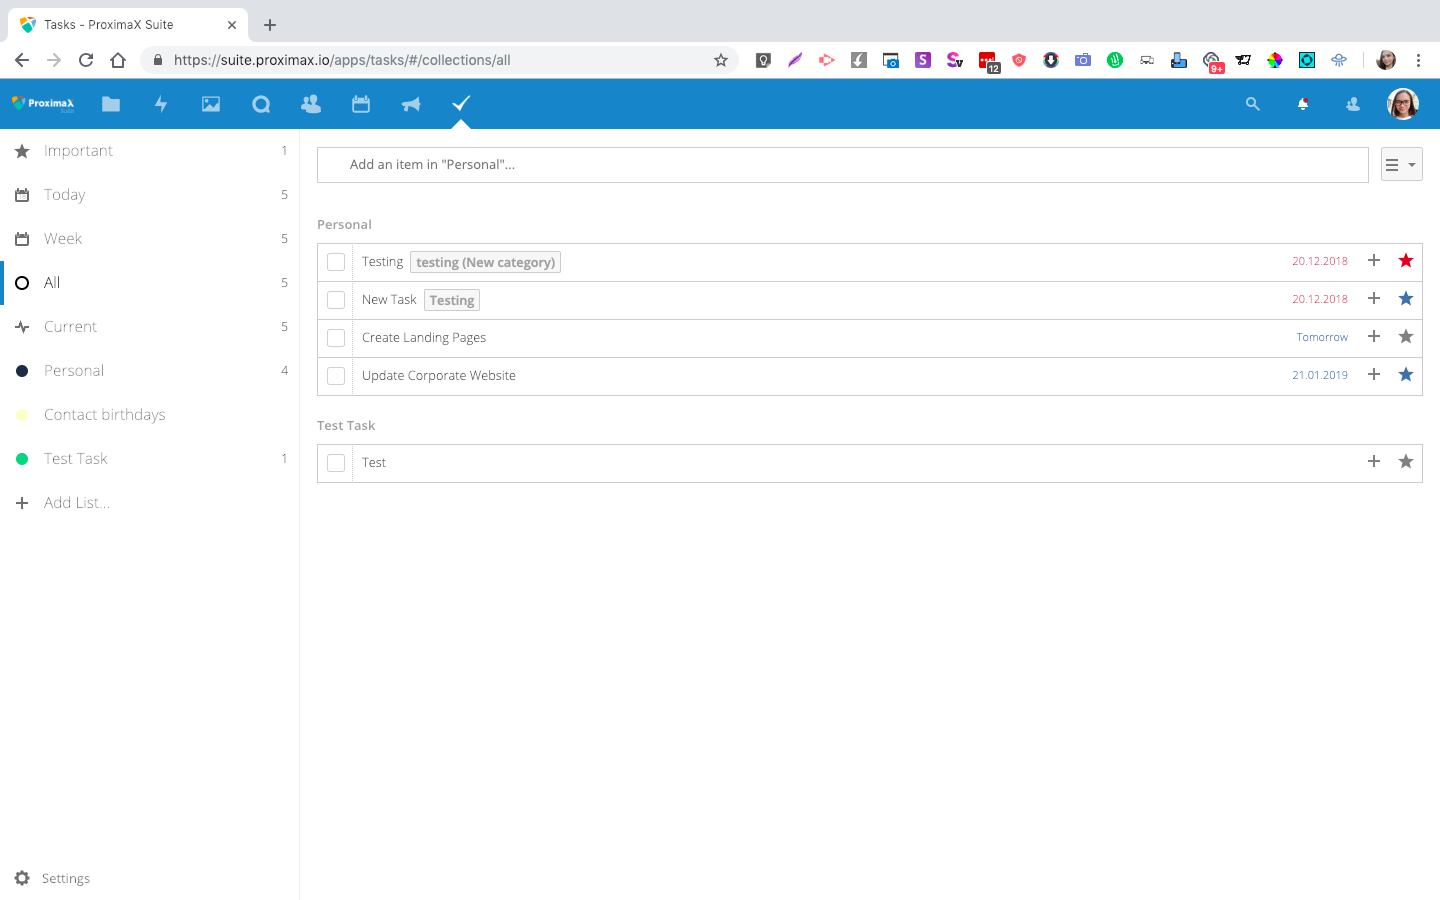 Tasks - ProximaX Suite
https://suite.proximax.io/apps/tasks/#/collections/all
12
9+
ProximaX
Suite
Important 1
Today 5
Week 5
All 5
Current 5
Personal 4
Contact birthdays
Test Task 1
Add List...
Settings
Add an item in "Personal"...
Personal
Testing testing (New category) 20.12.2018
New Task Testing 20.12.2018
Create Landing Pages Tomorrow
Update Corporate Website 21.01.2019
Test Task
Test